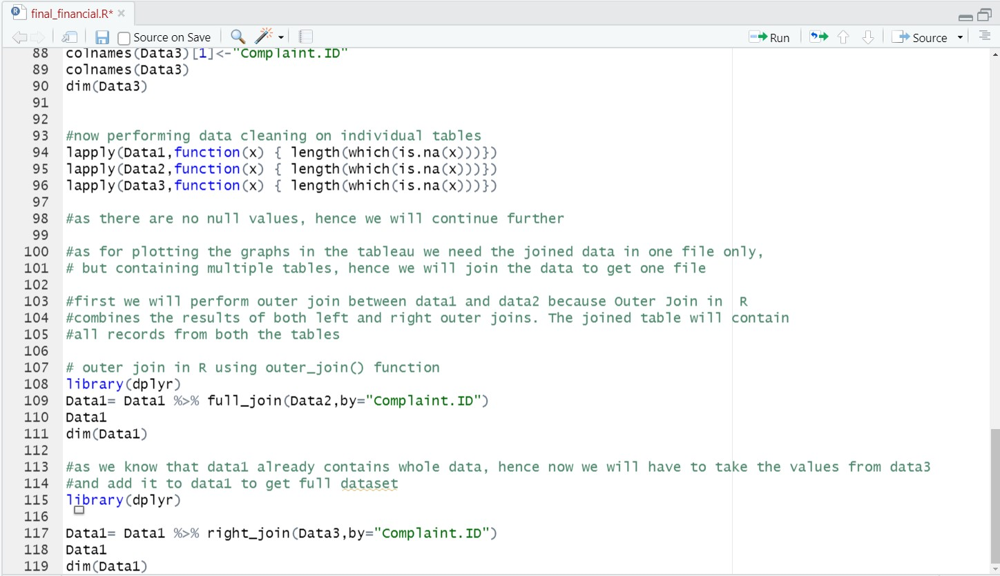 final_financial.R*
Source on Save
Run
Source
88 colnames(Data3)[1]<-"Complaint.ID"
89 colnames(Data3)
90 dim(Data3)
91
92
93 #now performing data cleaning on individual tables
94 lapply(Data1,function(x) { length(which(is.na(x)))})
95 lapply(Data2,function(x) { length(which(is.na(x)))})
96 lapply(Data3,function(x) { length(which(is.na(x)))})
97
98 #as there are no null values, hence we will continue further
99
100 #as for plotting the graphs in the tableau we need the joined data in one file only,
101 # but containing multiple tables, hence we will join the data to get one file
102
103 #first we will perform outer join between data1 and data2 because Outer Join in  R
104 #combines the results of both left and right outer joins. The joined table will contain
105 #all records from both the tables
106
107 # outer join in R using outer_join() function
108 library(dplyr)
109 Data1= Data1 %>% full_join(Data2,by="Complaint.ID")
110 Data1
111 dim(Data1)
112
113 #as we know that data1 already contains whole data, hence now we will have to take the values from data3
114 #and add it to data1 to get full dataset
115 library(dplyr)
116
117 Data1= Data1 %>% right_join(Data3,by="Complaint.ID")
118 Data1
119 dim(Data1)